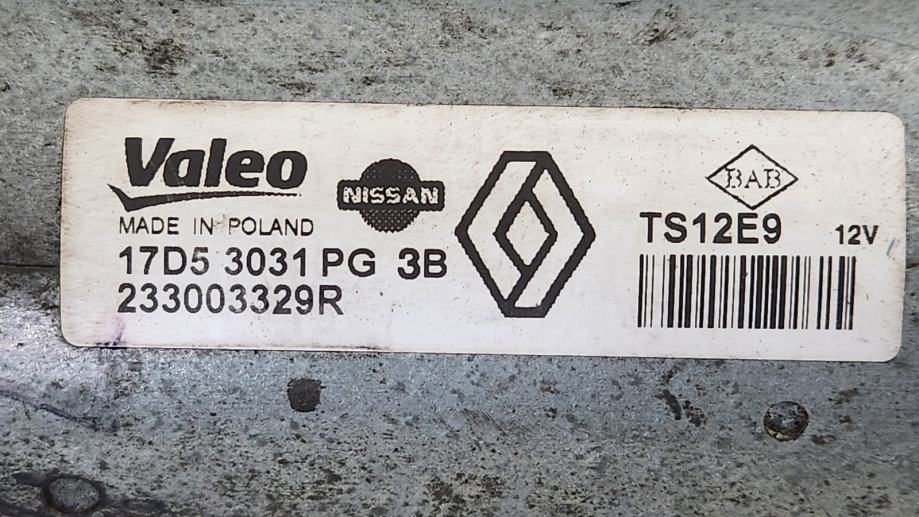 Valeo
NISSAN
MADE IN POLAND
17D5 3031 PG 3B
233003329R
BAB
TS12E9 12V